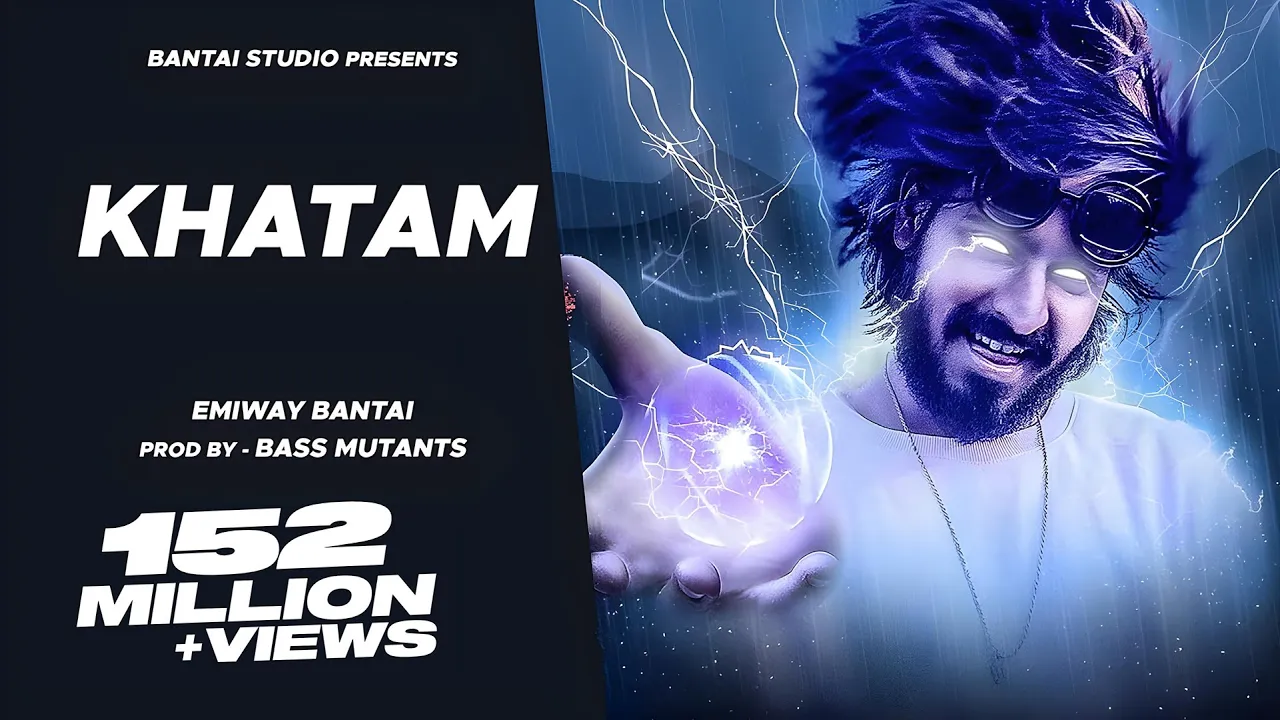 BANTAI STUDIO PRESENTS
KHATAM
EMIWAY BANTAI
PROD BY - BASS MUTANTS
152
MILLION
+VIEWS